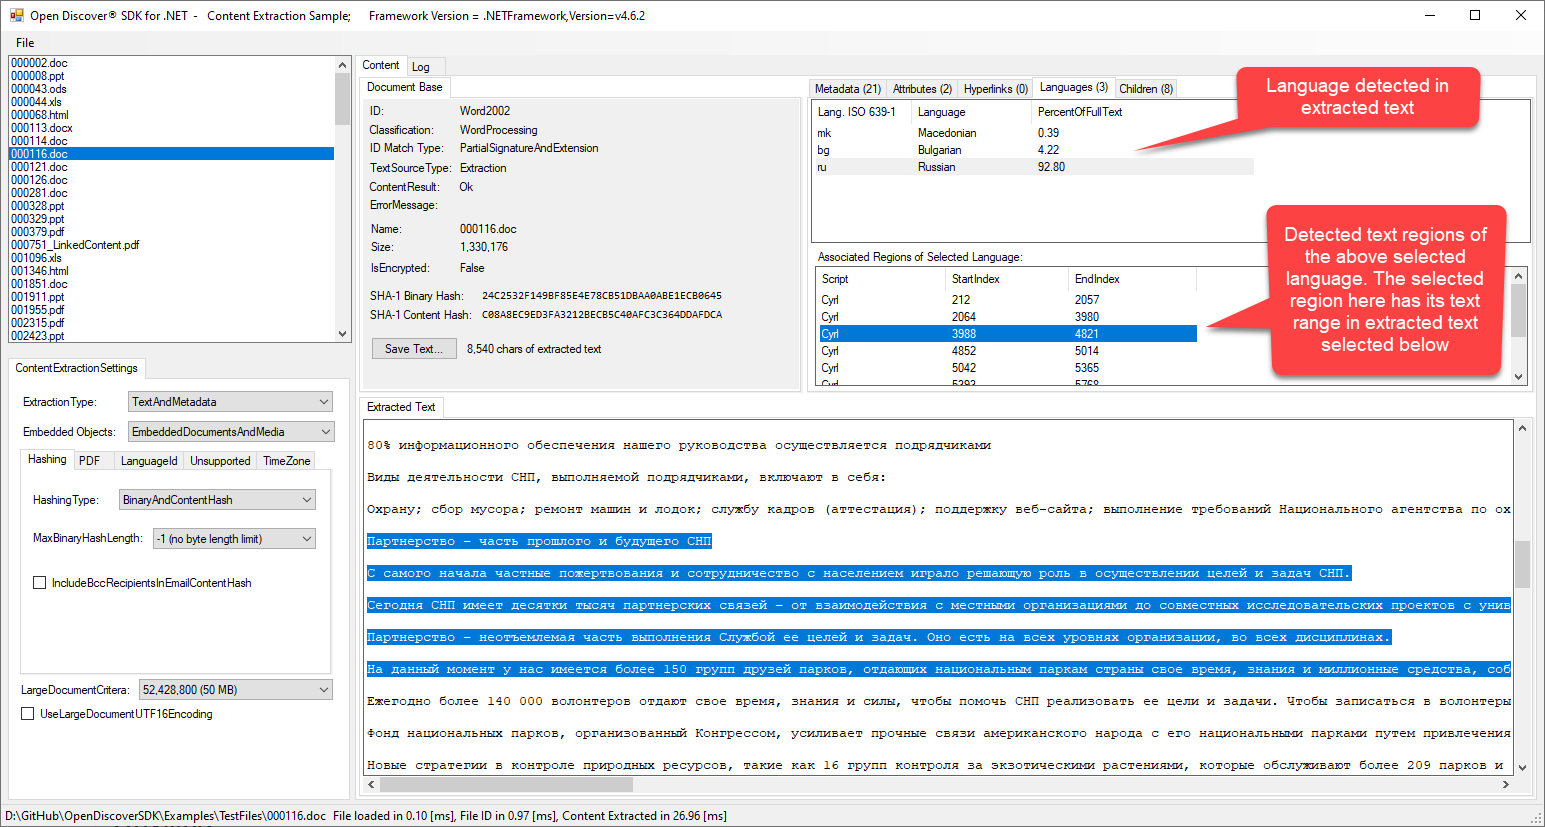 Open Discover® SDK for .NET - Content Extraction Sample; Framework Version = .NETFramework,Version=v4.6.2
File
000002.doc
000008.ppt
000043.ods
000044.xls
000068.html
000113.docx
000114.doc
000116.doc
000121.doc
000126.doc
000281.doc
000328.ppt
000329.ppt
000379.pdf
000751_LinkedContent.pdf
001096.xls
001346.html
001851.doc
001911.ppt
001955.pdf
002315.pdf
002423.ppt
ContentExtractionSettings
ExtractionType: TextAndMetadata
Embedded Objects: EmbeddedDocumentsAndMedia
Hashing PDF LanguageId Unsupported TimeZone
HashingType: BinaryAndContentHash
MaxBinaryHashLength: -1 (no byte length limit)
IncludeBccRecipientsInEmailContentHash
LargeDocumentCritera: 52,428,800 (50 MB)
UseLargeDocumentUTF16Encoding
Content Log
Document Base
ID: Word2002
Classification: WordProcessing
ID Match Type: PartialSignatureAndExtension
TextSourceType: Extraction
ContentResult: Ok
ErrorMessage:
Name: 000116.doc
Size: 1,330,176
IsEncrypted: False
SHA-1 Binary Hash: 24C2532F149BF85E4E78CB51DBAA0ABE1ECB0645
SHA-1 Content Hash: C08A8EC9ED3FA3212BECB5C40AFC3C364DDAFDCA
Save Text... 8,540 chars of extracted text
Metadata (21) Attributes (2) Hyperlinks (0) Languages (3) Children (8)
Lang. ISO 639-1 Language PercentOfFullText
mk Macedonian 0.39
bg Bulgarian 4.22
ru Russian 92.80
Language detected in
extracted text
Associated Regions of Selected Language:
Script StartIndex EndIndex
Cyrl 212 2057
Cyrl 2064 3980
Cyrl 3988 4821
Cyrl 4852 5014
Cyrl 5042 5365
Cyrl 5393 5768
Detected text regions of
the above selected
language. The selected
region here has its text
range in extracted text
selected below
Extracted Text
80% информационного обеспечения нашего руководства осуществляется подрядчиками
Виды деятельности СНП, выполняемой подрядчиками, включают в себя:
Охрану; сбор мусора; ремонт машин и лодок; службу кадров (аттестация); поддержку веб-сайта; выполнение требований Национального агентства по ох
Партнерство – часть прошлого и будущего СНП
С самого начала частные пожертвования и сотрудничество с населением играло решающую роль в осуществлении целей и задач СНП.
Сегодня СНП имеет десятки тысяч партнерских связей – от взаимодействия с местными организациями до совместных исследовательских проектов с унив
Партнерство – неотъемлемая часть выполнения Службой ее целей и задач. Оно есть на всех уровнях организации, во всех дисциплинах.
На данный момент у нас имеется более 150 групп друзей парков, отдающих национальным паркам страны свое время, знания и миллионные средства, соб
Ежегодно более 140 000 волонтеров отдают свое время, знания и силы, чтобы помочь СНП реализовать ее цели и задачи. Чтобы записаться в волонтеры
Фонд национальных парков, организованный Конгрессом, усиливает прочные связи американского народа с его национальными парками путем привлечения
Новые стратегии в контроле природных ресурсов, такие как 16 групп контроля за экзотическими растениями, которые обслуживают более 209 парков и
D:\GitHub\OpenDiscoverSDK\Examples\TestFiles\000116.doc File loaded in 0.10 [ms], File ID in 0.97 [ms], Content Extracted in 26.96 [ms]